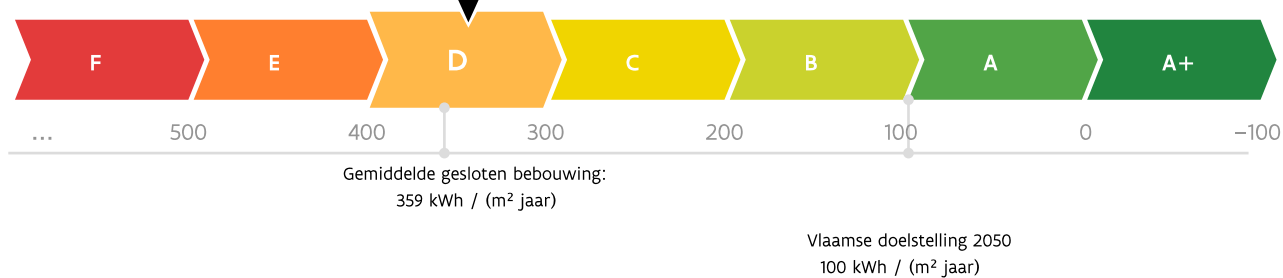 F E D C B A A+
... 500 400 300 200 100 0 −100
Gemiddelde gesloten bebouwing:
359 kWh / (m² jaar)
Vlaamse doelstelling 2050
100 kWh / (m² jaar)